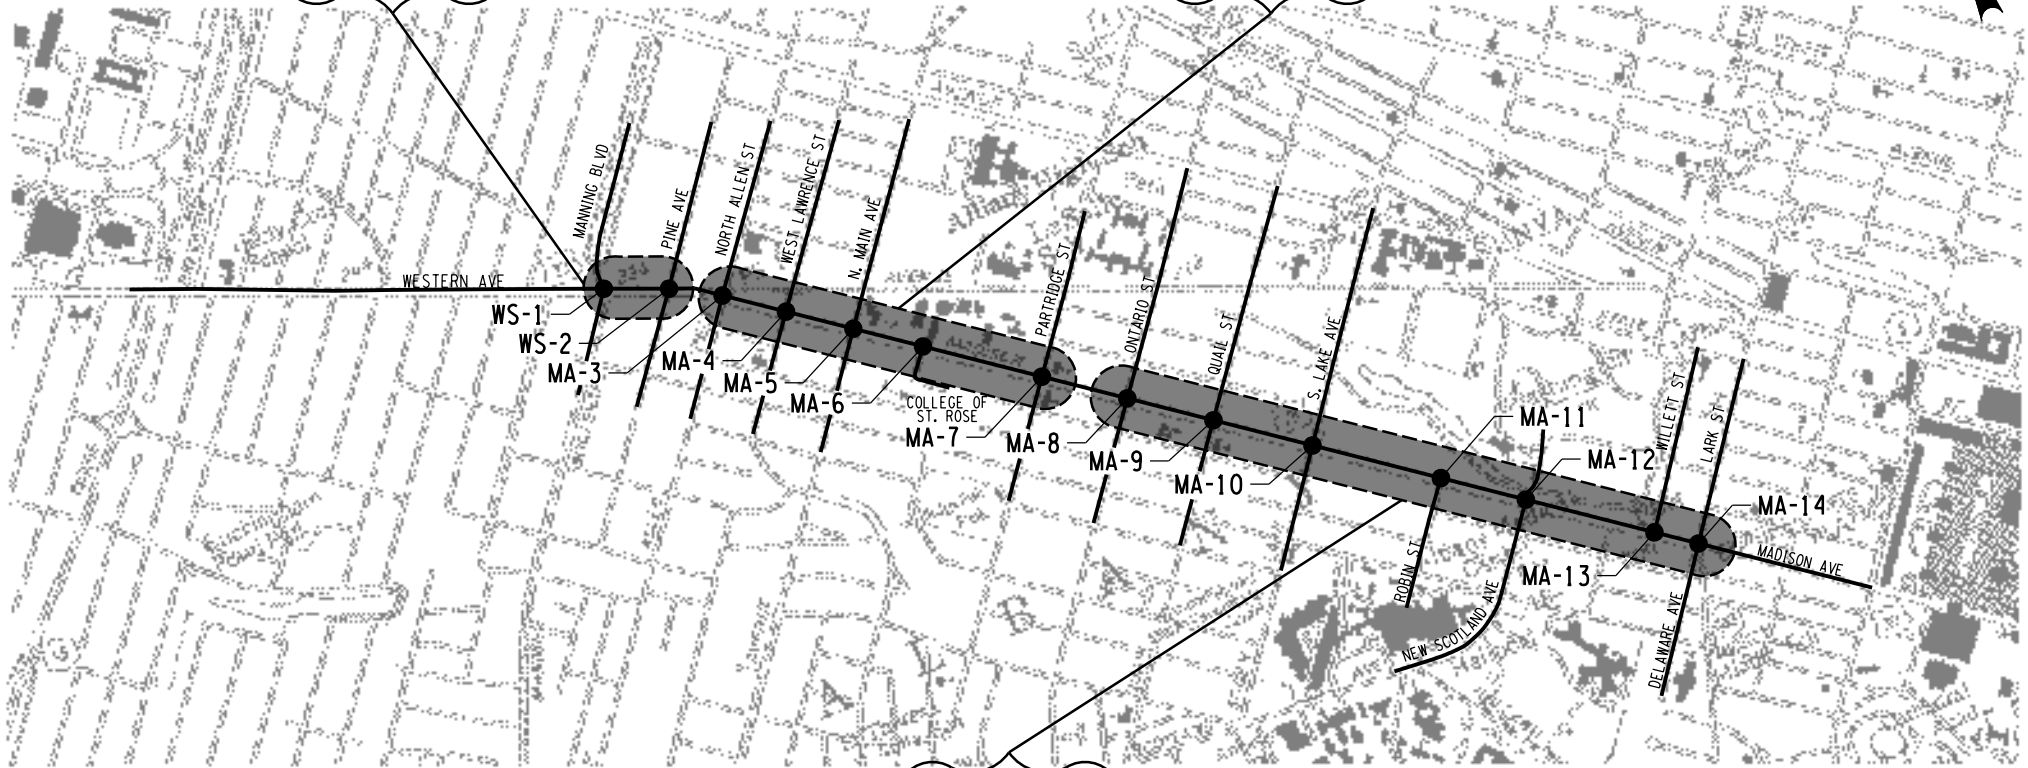 MANNING BLVD
PINE AVE
NORTH ALLEN ST
WEST LAWRENCE ST
N. MAIN AVE
WESTERN AVE
WS-1
WS-2
MA-3
MA-4
MA-5
MA-6
COLLEGE OF
ST. ROSE
MA-7
PARTRIDGE ST
ONTARIO ST
QUAIL ST
S. LAKE AVE
MA-8
MA-9
MA-10
MA-11
MA-12
WILLETT ST
LARK ST
MA-14
MADISON AVE
MA-13
ROBIN ST
NEW SCOTLAND AVE
DELAWARE AVE